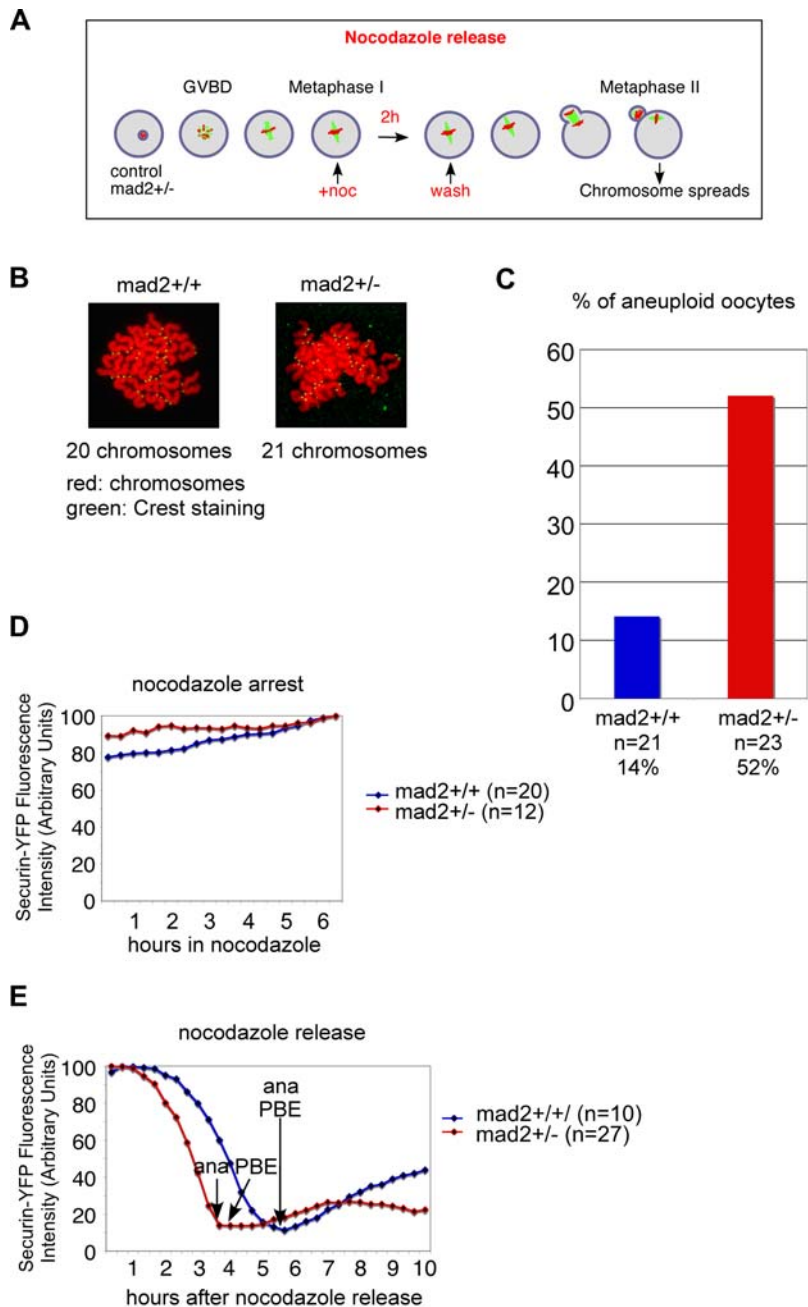 A
Nocodazole release
GVBD
Metaphase I
Metaphase II
2h
control
mad2+/-
+noc
wash
Chromosome spreads
B
mad2+/+
mad2+/-
20 chromosomes
21 chromosomes
red: chromosomes
green: Crest staining
C
% of aneuploid oocytes
60
50
40
30
20
10
0
mad2+/+
n=21
14%
mad2+/-
n=23
52%
D
nocodazole arrest
Securin-YFP Fluorescence
Intensity (Arbitrary Units)
100
80
60
40
20
0
1 2 3 4 5 6
hours in nocodazole
mad2+/+ (n=20)
mad2+/- (n=12)
E
nocodazole release
Securin-YFP Fluorescence
Intensity (Arbitrary Units)
100
80
60
40
20
0
ana
PBE
ana PBE
1 2 3 4 5 6 7 8 9 10
hours after nocodazole release
mad2+/+/ (n=10)
mad2+/- (n=27)